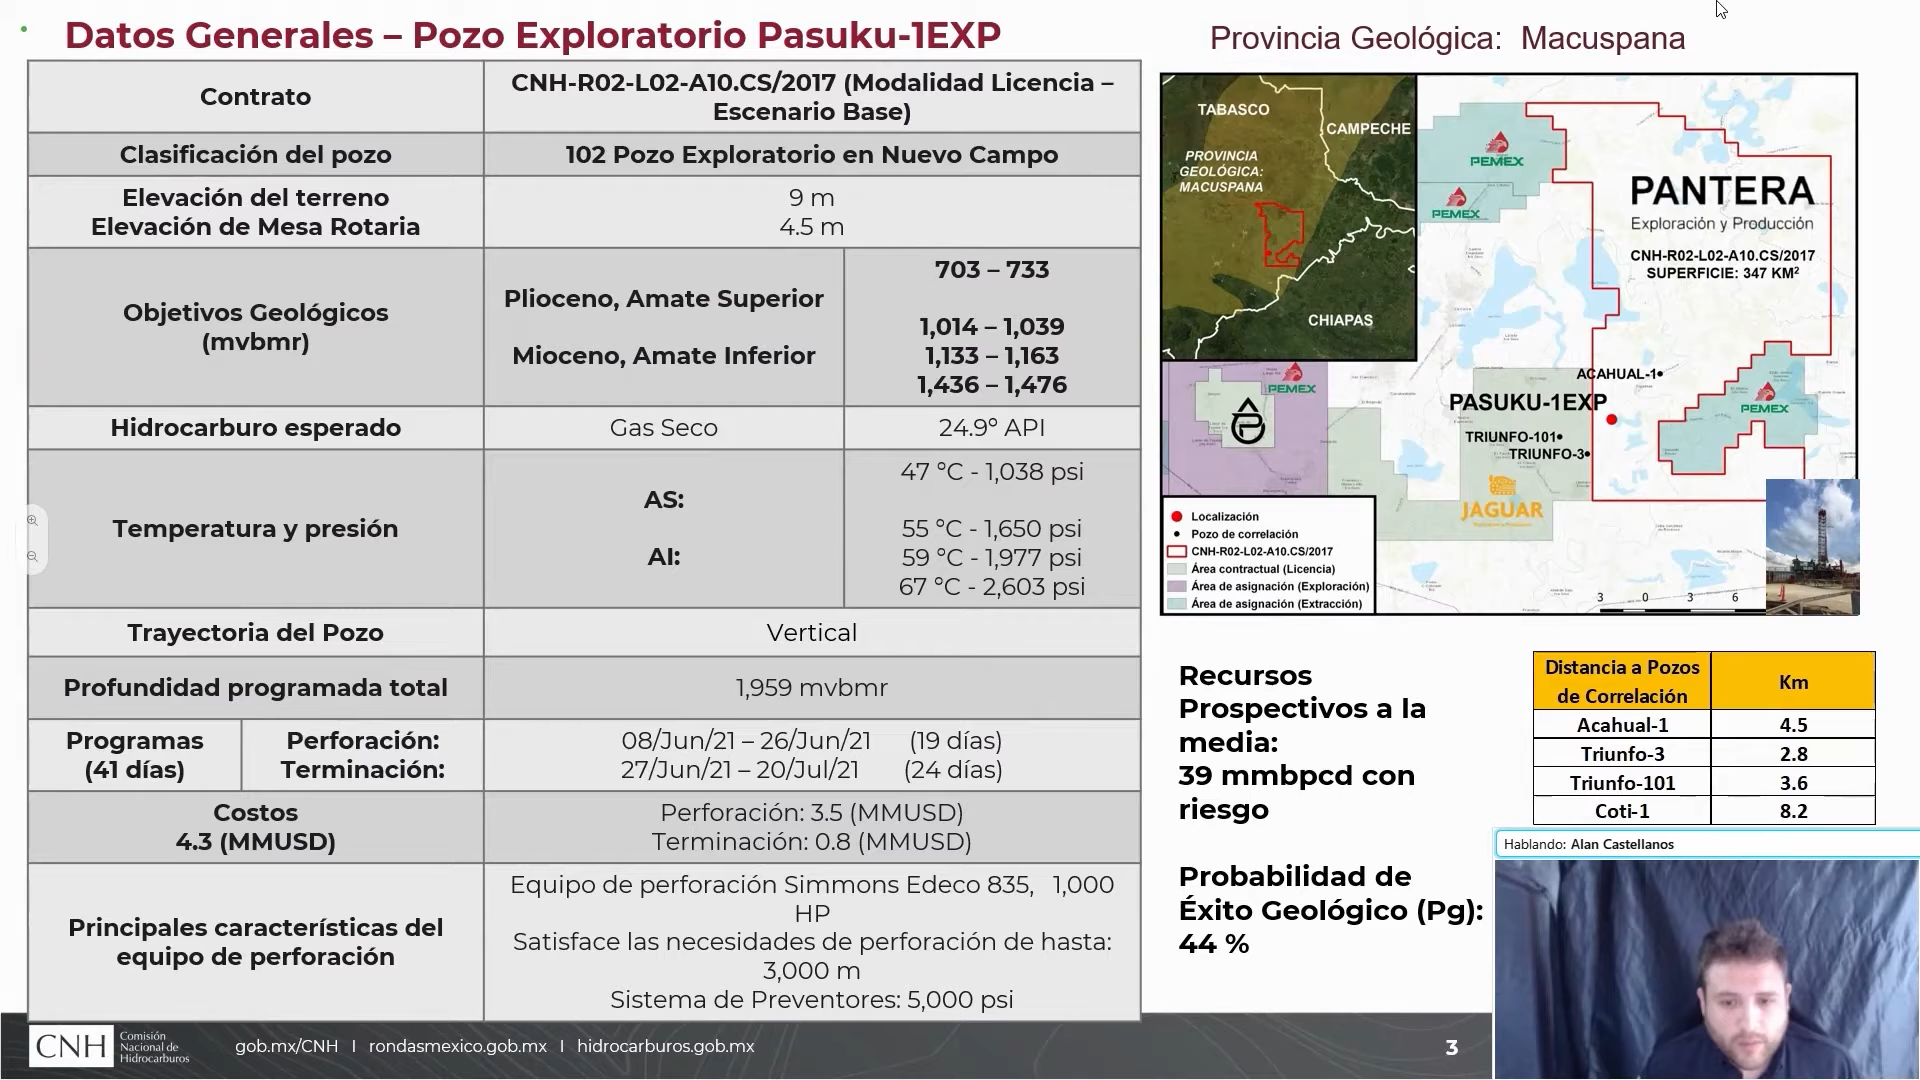 Datos Generales – Pozo Exploratorio Pasuku-1EXP
Provincia Geológica: Macuspana
Contrato
CNH-R02-L02-A10.CS/2017 (Modalidad Licencia –
Escenario Base)
Clasificación del pozo
102 Pozo Exploratorio en Nuevo Campo
Elevación del terreno
Elevación de Mesa Rotaria
9 m
4.5 m
Objetivos Geológicos
(mvbmr)
Plioceno, Amate Superior
Mioceno, Amate Inferior
703 – 733
1,014 – 1,039
1,133 – 1,163
1,436 – 1,476
Hidrocarburo esperado
Gas Seco
24.9º API
Temperatura y presión
AS:
AI:
47 ºC - 1,038 psi
55 ºC - 1,650 psi
59 ºC - 1,977 psi
67 ºC - 2,603 psi
Trayectoria del Pozo
Vertical
Profundidad programada total
1,959 mvbmr
Programas
(41 días)
Perforación:
Terminación:
08/Jun/21 – 26/Jun/21 (19 días)
27/Jun/21 – 20/Jul/21 (24 días)
Costos
4.3 (MMUSD)
Perforación: 3.5 (MMUSD)
Terminación: 0.8 (MMUSD)
Principales características del
equipo de perforación
Equipo de perforación Simmons Edeco 835, 1,000
HP
Satisface las necesidades de perforación de hasta:
3,000 m
Sistema de Preventores: 5,000 psi
TABASCO
CAMPECHE
PROVINCIA
GEOLÓGICA:
MACUSPANA
CHIAPAS
PEMEX
PEMEX
PANTERA
Exploración y Producción
CNH-R02-L02-A10.CS/2017
SUPERFICIE: 347 KM²
ACAHUAL-1
PEMEX
PASUKU-1EXP
PEMEX
TRIUNFO-101
TRIUNFO-3
JAGUAR
Localización
Pozo de correlación
CNH-R02-L02-A10.CS/2017
Área contractual (Licencia)
Área de asignación (Exploración)
Área de asignación (Extracción)
3 0 3 6
Recursos
Prospectivos a la
media:
39 mmbpcd con
riesgo
Probabilidad de
Éxito Geológico (Pg):
44 %
Distancia a Pozos
de Correlación
Km
Acahual-1 4.5
Triunfo-3 2.8
Triunfo-101 3.6
Coti-1 8.2
Hablando: Alan Castellanos
CNH
Comisión
Nacional de
Hidrocarburos
gob.mx/CNH I rondasmexico.gob.mx I hidrocarburos.gob.mx
3